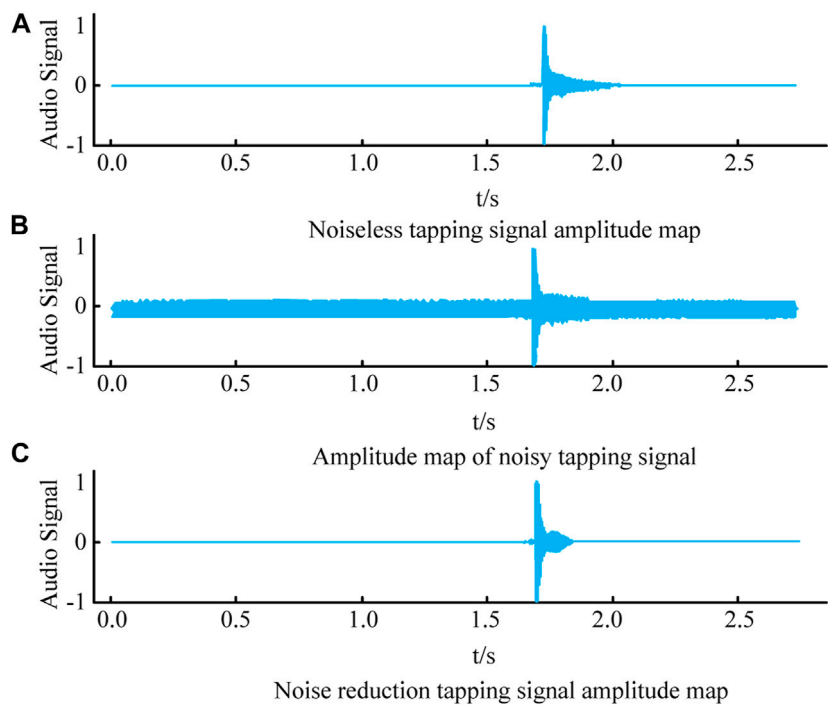 A
Audio Signal
1
0
-1
0.0 0.5 1.0 1.5 2.0 2.5
t/s
Noiseless tapping signal amplitude map
B
Audio Signal
1
0
-1
0.0 0.5 1.0 1.5 2.0 2.5
t/s
Amplitude map of noisy tapping signal
C
Audio Signal
1
0
-1
0.0 0.5 1.0 1.5 2.0 2.5
t/s
Noise reduction tapping signal amplitude map